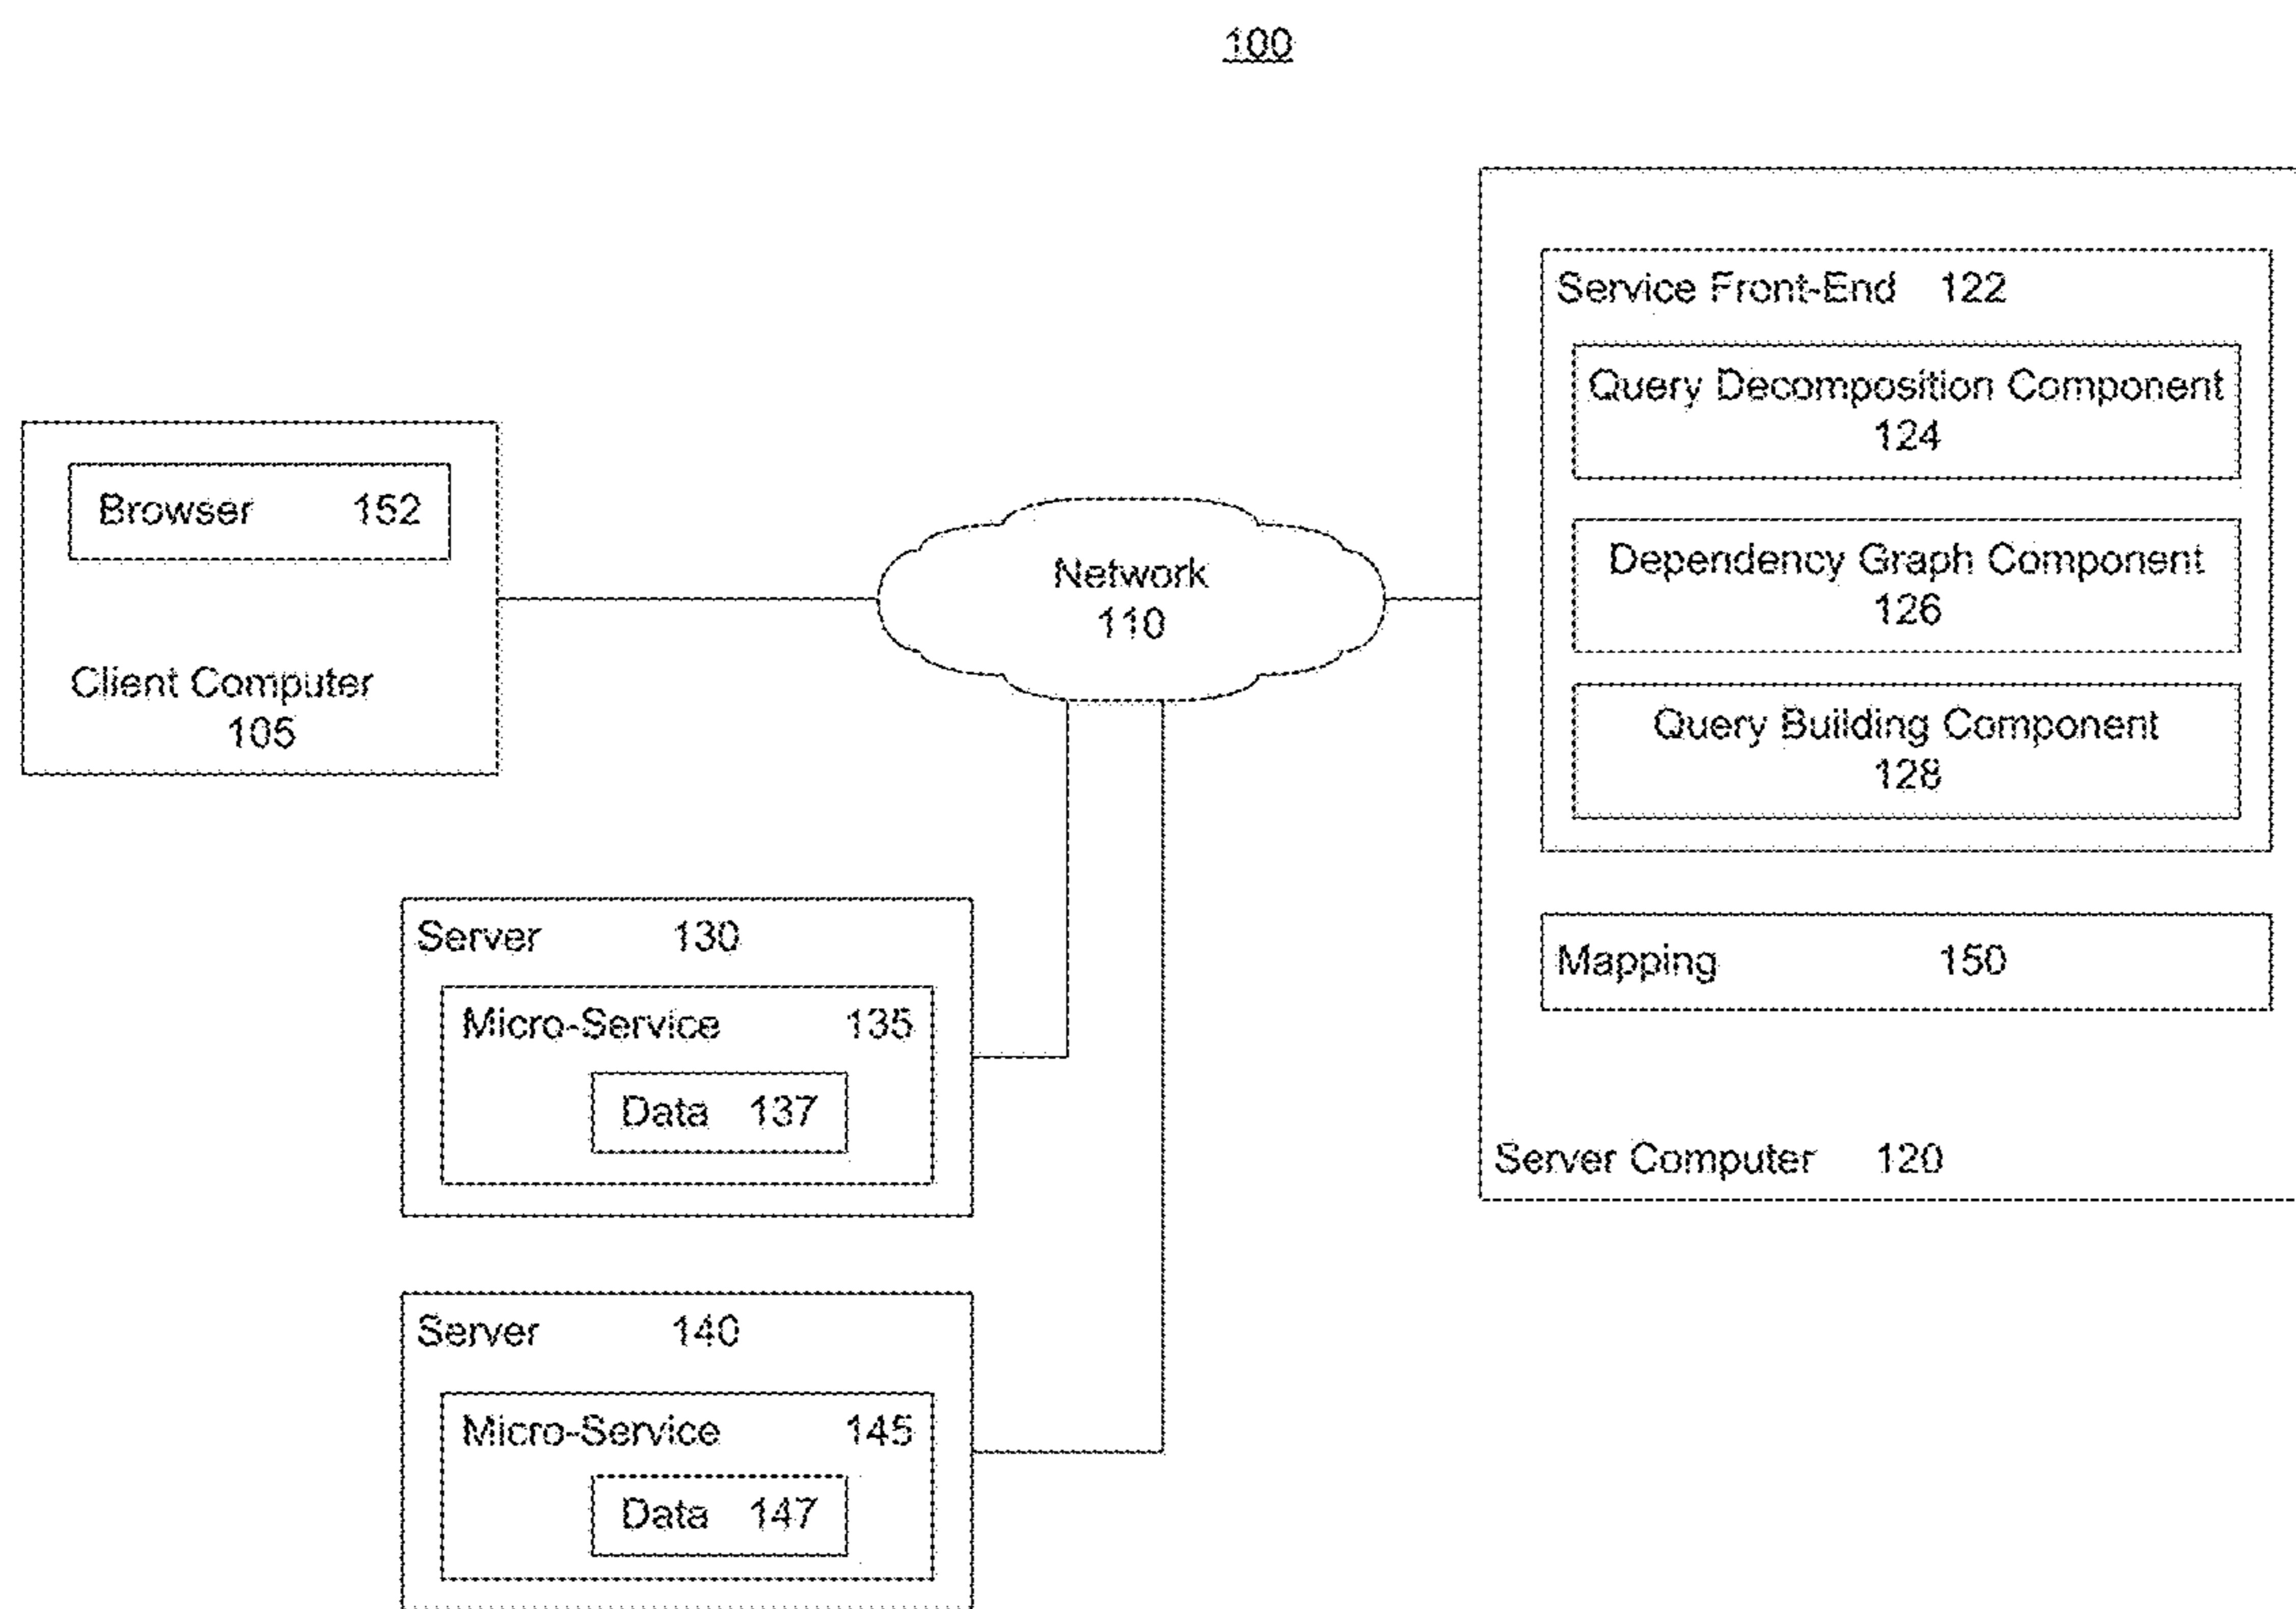 100
Service Front-End 122
Query Decomposition Component
124
Dependency Graph Component
126
Query Building Component
128
Mapping 150
Server Computer 120
Browser 152
Client Computer
105
Network
110
Server 130
Micro-Service 135
Data 137
Server 140
Micro-Service 145
Data 147